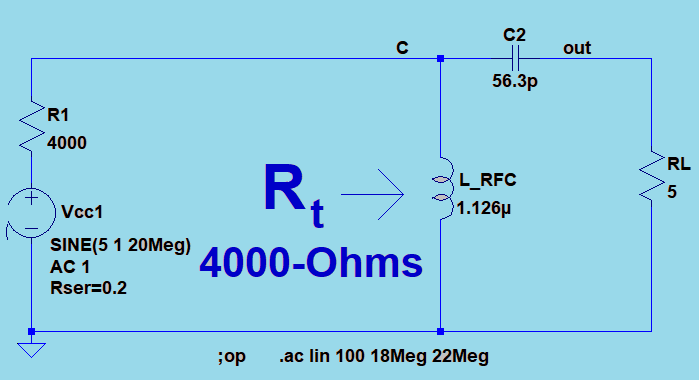 C
C2
56.3p
out
R1
4000
Rt
4000-Ohms
L_RFC
1.126µ
RL
5
Vcc1
SINE(5 1 20Meg)
AC 1
Rser=0.2
;op .ac lin 100 18Meg 22Meg